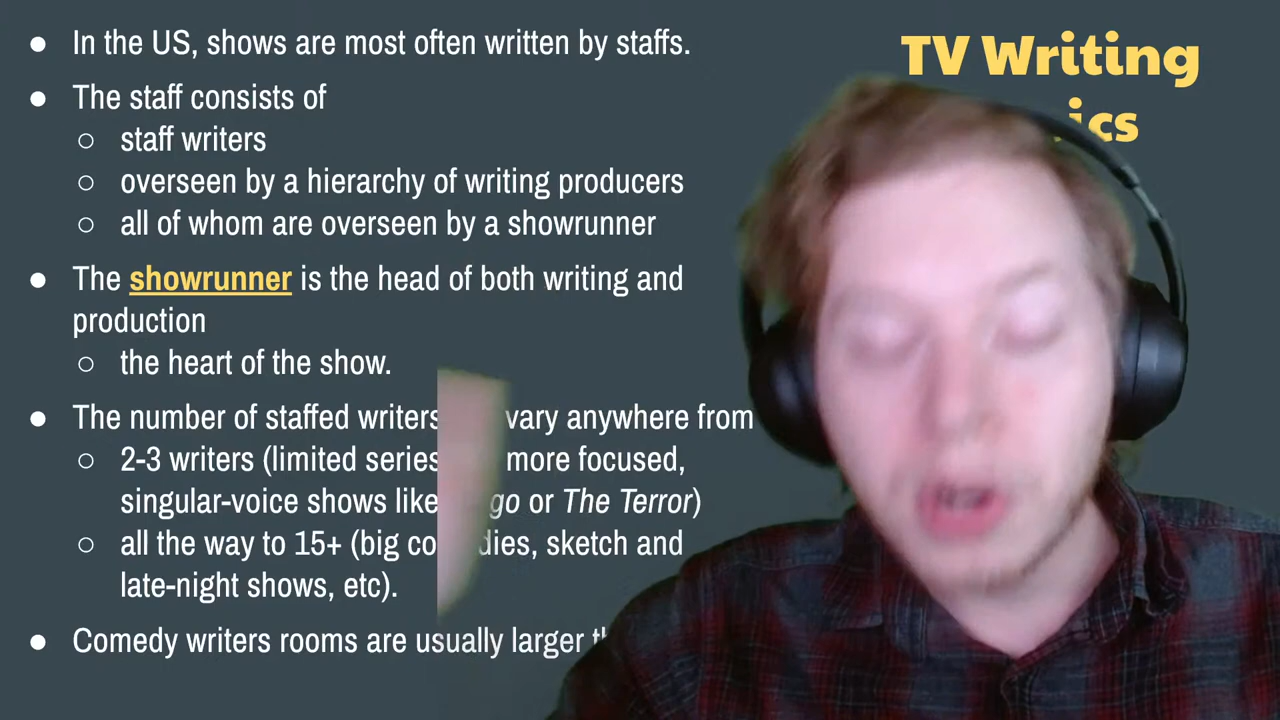 In the US, shows are most often written by staffs.
The staff consists of
staff writers
overseen by a hierarchy of writing producers
all of whom are overseen by a showrunner
The showrunner is the head of both writing and
production
the heart of the show.
The number of staffed writers vary anywhere from
2-3 writers (limited series more focused,
singular-voice shows like or The Terror)
all the way to 15+ (big sketch and
late-night shows, etc).
Comedy writers rooms are usually larger
TV Writing